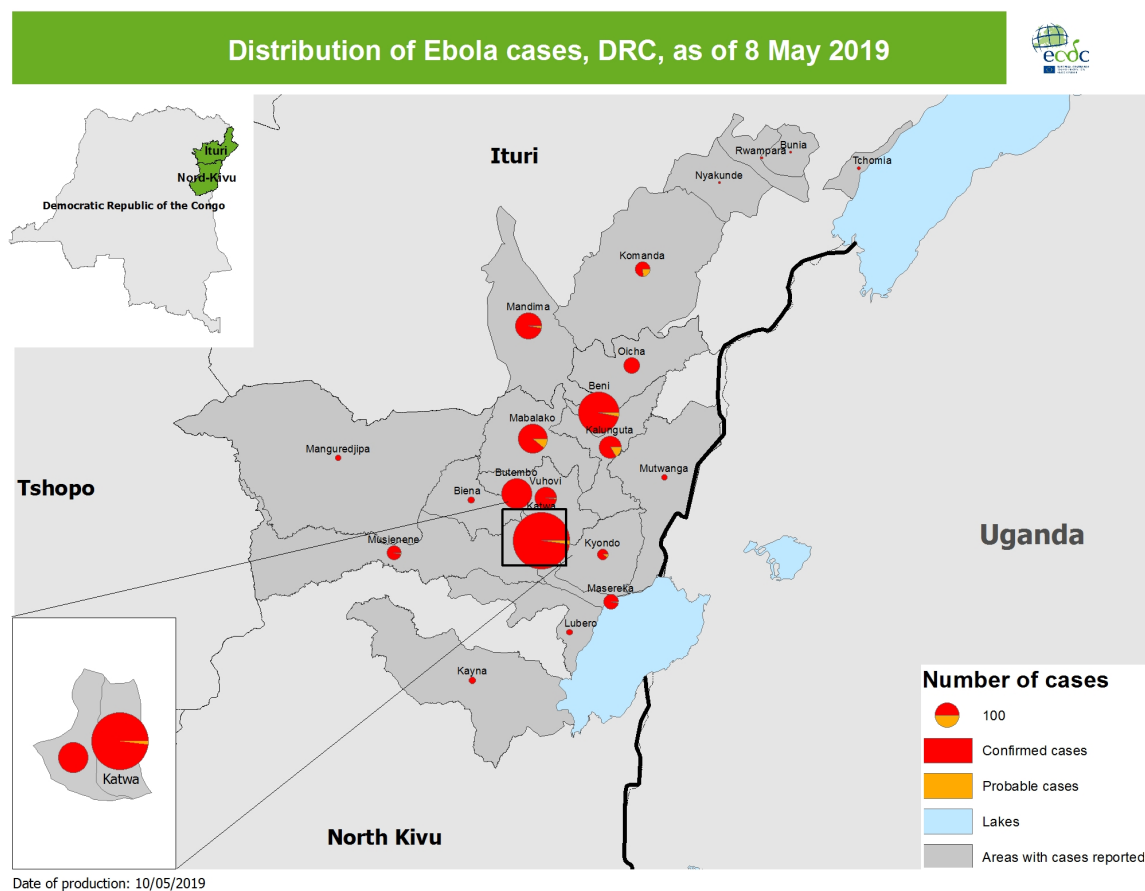 Distribution of Ebola cases, DRC, as of 8 May 2019
ecdc
Ituri
Nord-Kivu
Democratic Republic of the Congo
Ituri
Rwampara
Bunia
Tchomia
Nyakunde
Komanda
Mandima
Oicha
Beni
Mabalako
Kalunguta
Manguredjipa
Mutwanga
Tshopo
Butembo
Vuhovi
Biena
Katwa
Uganda
Musienene
Kyondo
Masereka
Lubero
Kayna
Katwa
North Kivu
Number of cases
100
Confirmed cases
Probable cases
Lakes
Areas with cases reported
Date of production: 10/05/2019